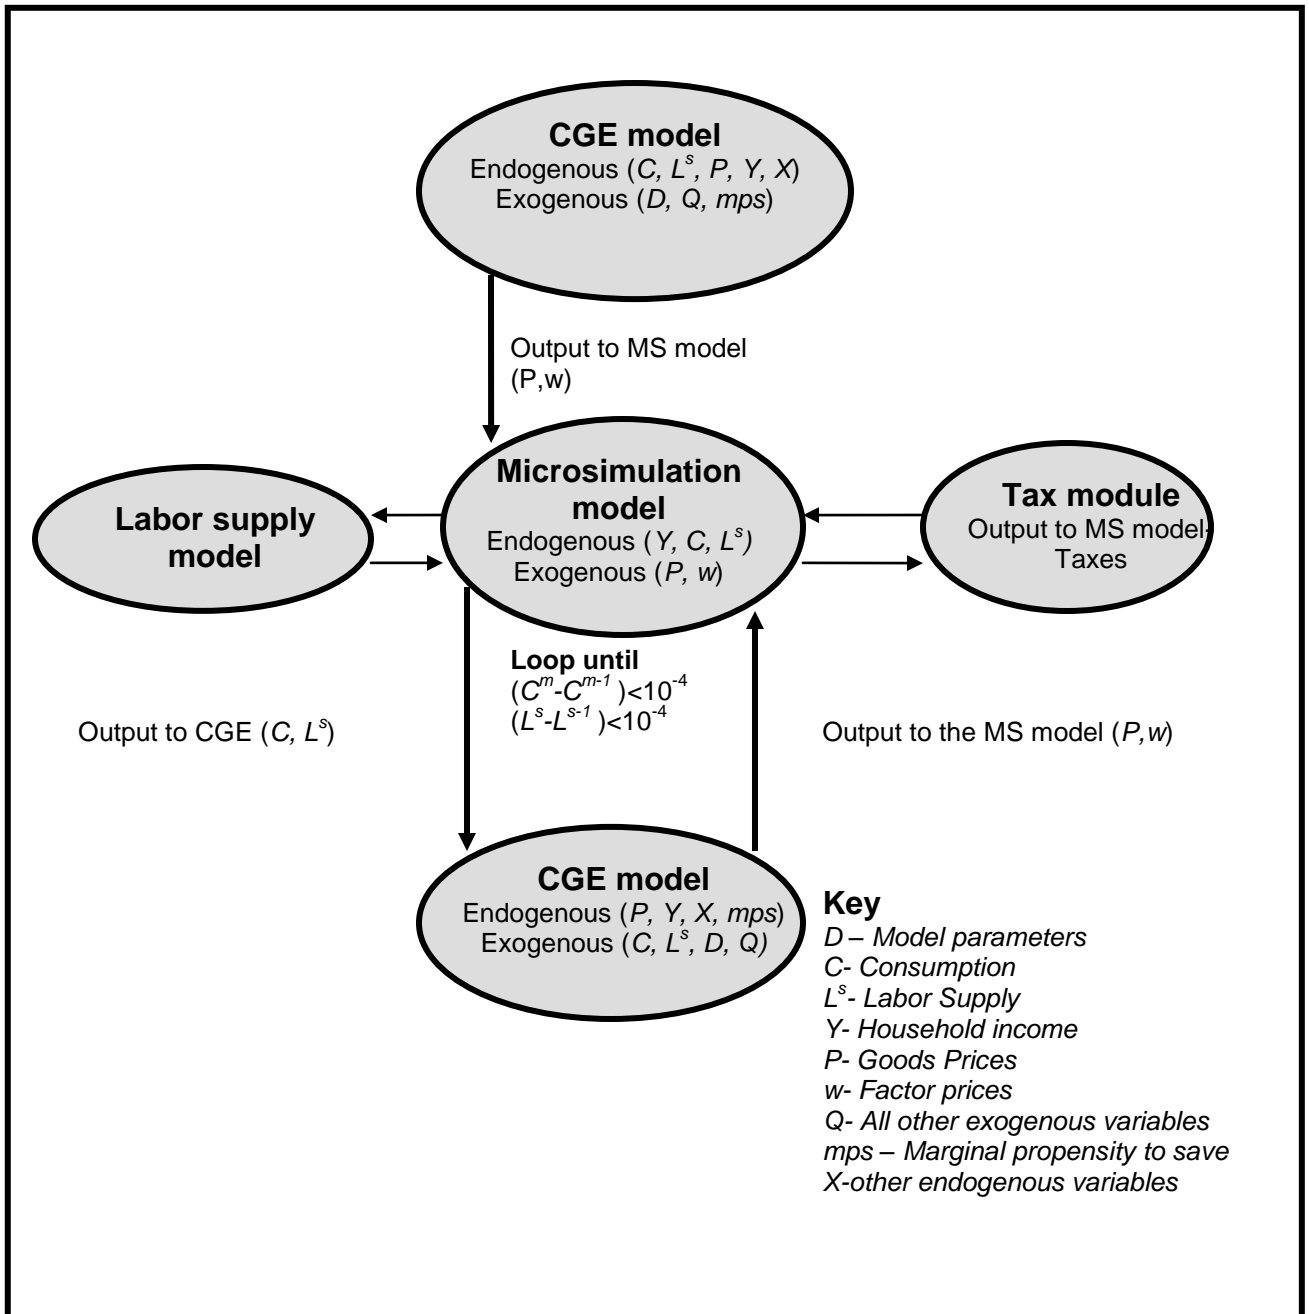 CGE model
Endogenous (C, L^s, P, Y, X)
Exogenous (D, Q, mps)
Output to MS model
(P,w)
Microsimulation
model
Endogenous (Y, C, L^s)
Exogenous (P, w)
Labor supply
model
Tax module
Output to MS model-
Taxes
Loop until
(C^m-C^m-1 )<10^-4
(L^s-L^s-1 )<10^-4
Output to CGE (C, L^s)
Output to the MS model (P,w)
CGE model
Endogenous (P, Y, X, mps)
Exogenous (C, L^s, D, Q)
Key
D – Model parameters
C- Consumption
L^s- Labor Supply
Y- Household income
P- Goods Prices
w- Factor prices
Q- All other exogenous variables
mps – Marginal propensity to save
X-other endogenous variables